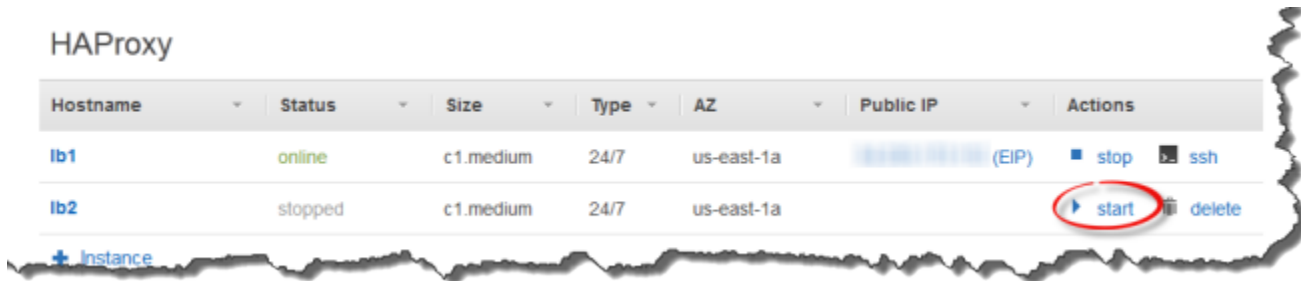 HAProxy
Hostname Status Size Type AZ Public IP Actions
lb1 online c1.medium 24/7 us-east-1a (EIP) stop ssh
lb2 stopped c1.medium 24/7 us-east-1a start delete
Instance